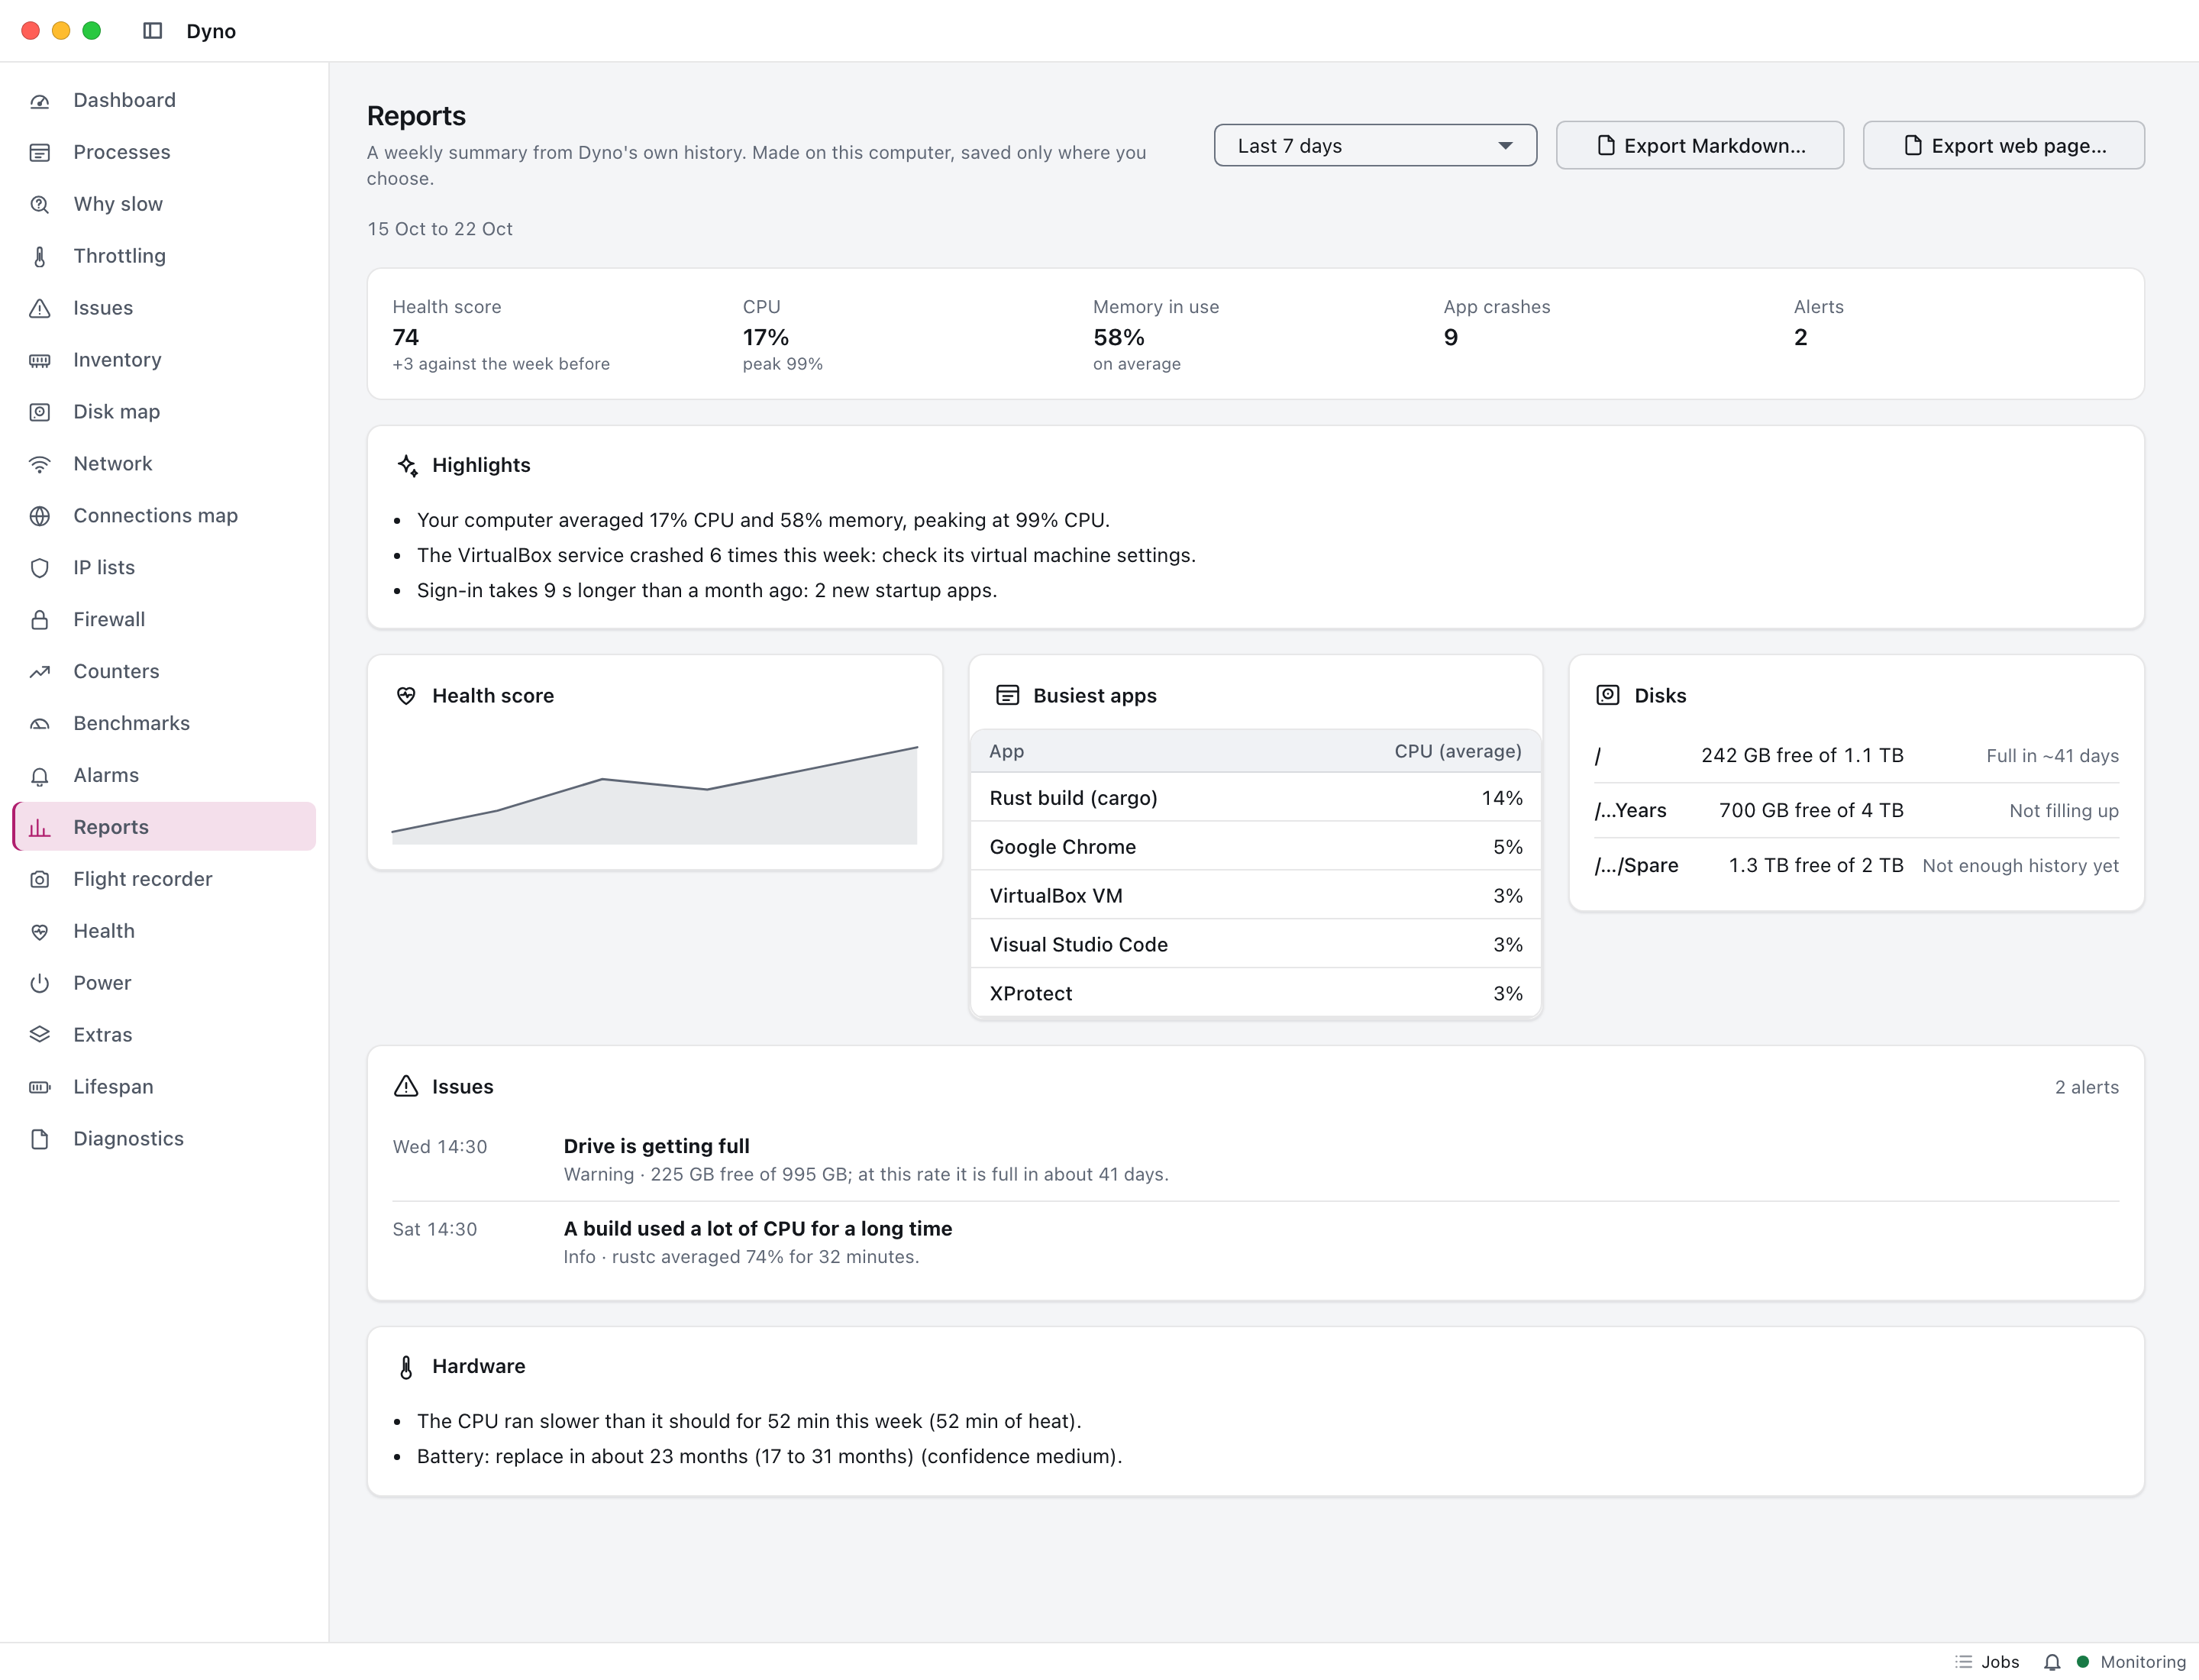 Dyno
Dashboard
Processes
Why slow
Throttling
Issues
Inventory
Disk map
Network
Connections map
IP lists
Firewall
Counters
Benchmarks
Alarms
Reports
Flight recorder
Health
Power
Extras
Lifespan
Diagnostics
Reports
A weekly summary from Dyno's own history. Made on this computer, saved only where you
choose.
Last 7 days
Export Markdown...
Export web page...
15 Oct to 22 Oct
Health score
74
+3 against the week before
CPU
17%
peak 99%
Memory in use
58%
on average
App crashes
9
Alerts
2
Highlights
• Your computer averaged 17% CPU and 58% memory, peaking at 99% CPU.
• The VirtualBox service crashed 6 times this week: check its virtual machine settings.
• Sign-in takes 9 s longer than a month ago: 2 new startup apps.
Health score
Busiest apps
App CPU (average)
Rust build (cargo) 14%
Google Chrome 5%
VirtualBox VM 3%
Visual Studio Code 3%
XProtect 3%
Disks
/ 242 GB free of 1.1 TB Full in ~41 days
/...Years 700 GB free of 4 TB Not filling up
/.../Spare 1.3 TB free of 2 TB Not enough history yet
Issues 2 alerts
Wed 14:30 Drive is getting full
Warning · 225 GB free of 995 GB; at this rate it is full in about 41 days.
Sat 14:30 A build used a lot of CPU for a long time
Info · rustc averaged 74% for 32 minutes.
Hardware
• The CPU ran slower than it should for 52 min this week (52 min of heat).
• Battery: replace in about 23 months (17 to 31 months) (confidence medium).
Jobs Monitoring